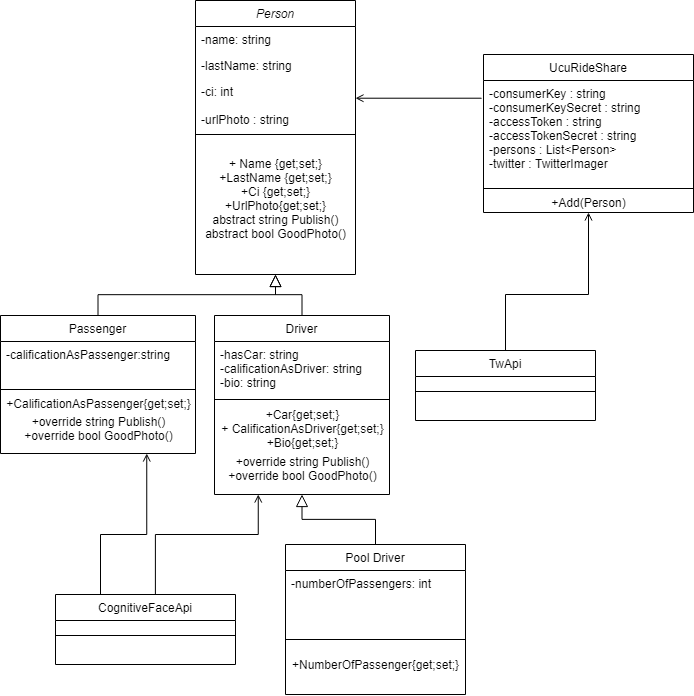 Person
-name: string
-lastName: string
-ci: int
-urlPhoto : string
+ Name {get;set;}
+LastName {get;set;}
+Ci {get;set;}
+UrlPhoto{get;set;}
abstract string Publish()
abstract bool GoodPhoto()
UcuRideShare
-consumerKey : string
-consumerKeySecret : string
-accessToken : string
-accessTokenSecret : string
-persons : List<Person>
-twitter : TwitterImager
+Add(Person)
Passenger
-calificationAsPassenger:string
+CalificationAsPassenger{get;set;}
+override string Publish()
+override bool GoodPhoto()
Driver
-hasCar: string
-calificationAsDriver: string
-bio: string
+Car{get;set;}
+ CalificationAsDriver{get;set;}
+Bio{get;set;}
+override string Publish()
+override bool GoodPhoto()
TwApi
CognitiveFaceApi
Pool Driver
-numberOfPassengers: int
+NumberOfPassenger{get;set;}